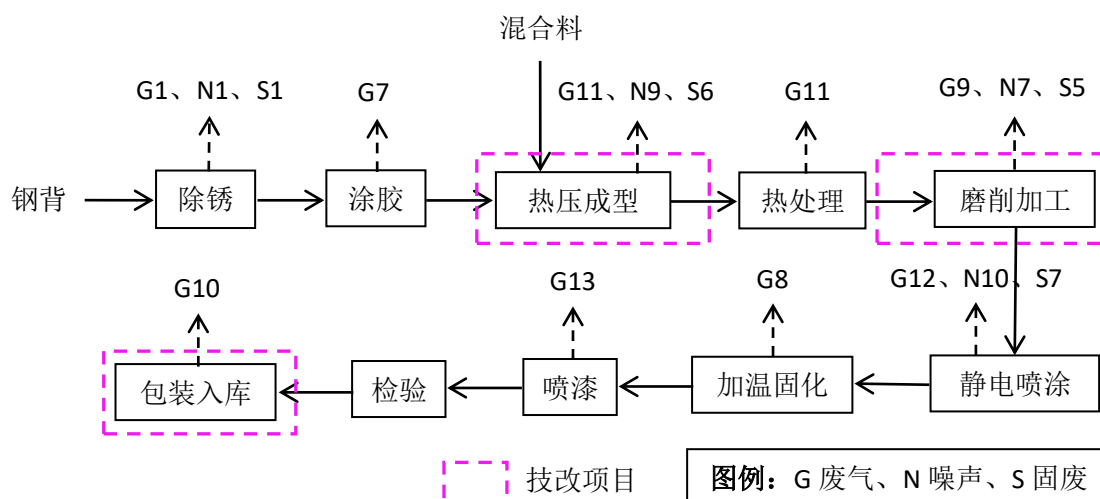 混合料
G1、N1、S1
G7
G11、N9、S6
G11
G9、N7、S5
钢背
除锈
涂胶
热压成型
热处理
磨削加工
G10
G13
G8
G12、N10、S7
包装入库
检验
喷漆
加温固化
静电喷涂
技改项目
图例：G 废气、N 噪声、S 固废